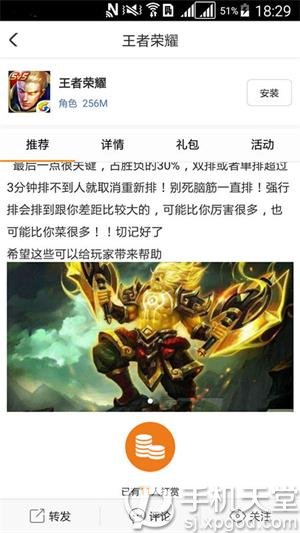 51% 18:29
王者荣耀
5V5
王者荣耀
角色 256M
安装
推荐 详情 礼包 活动
最后一点很关键，占胜负的30%，双排或者单排超过
3分钟排不到人就取消重新排！别死脑筋一直排！强行
排会排到跟你差距比较大的，可能比你厉害很多，也
可能比你菜很多！！切记好了
希望这些可以给玩家带来帮助
已有11人打赏
转发 评论 关注
手机天堂
sj.xpgod.com